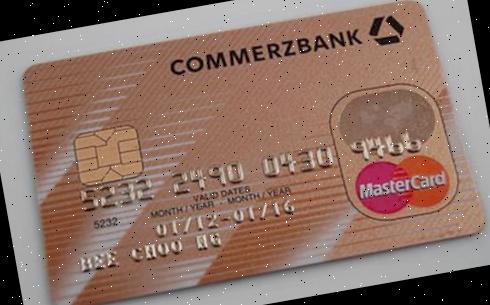 COMMERZBANK
5232 2490 0430
MasterCard
VALID DATES
MONTH / YEAR - MONTH / YEAR
5232
01/12-01/16
CHOO NG